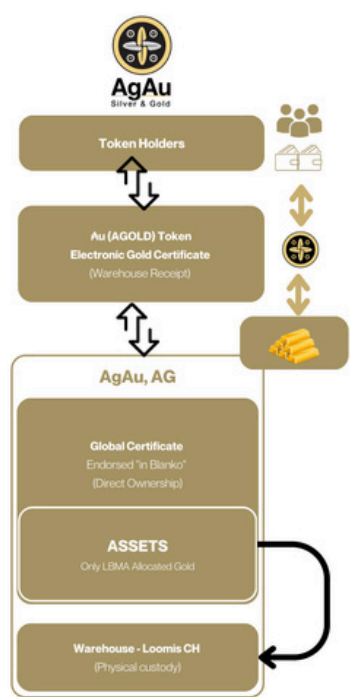 AgAu
Silver & Gold
Token Holders
Au (AGOLD) Token
Electronic Gold Certificate
(Warehouse Receipt)
AgAu, AG
Global Certificate
Endorsed "in Blanko"
(Direct Ownership)
ASSETS
Only LBMA Allocated Gold
Warehouse - Loomis CH
(Physical custody)